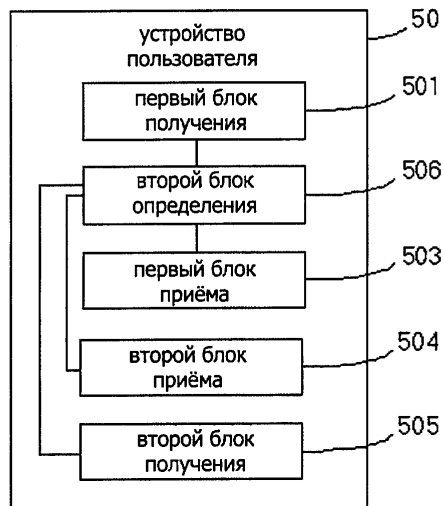 50
устройство
пользователя
501
первый блок
получения
506
второй блок
определения
503
первый блок
приёма
504
второй блок
приёма
505
второй блок
получения